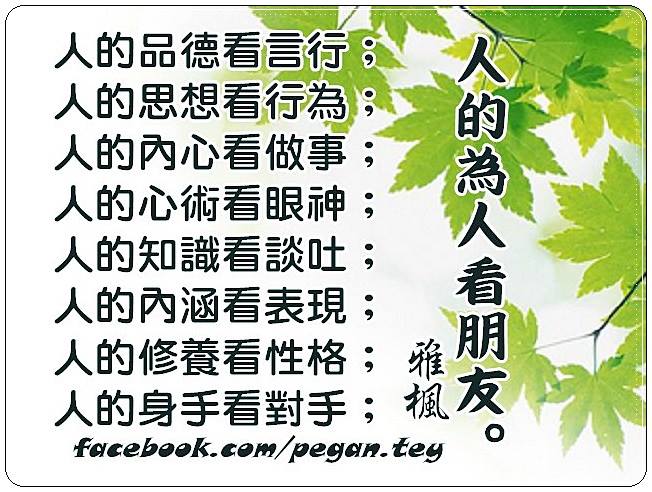 人的品德看言行；
人的思想看行為；
人的內心看做事；
人的心術看眼神；
人的知識看談吐；
人的內涵看表現；
人的修養看性格；
人的身手看對手；
人的為人看朋友。
雅楓
facebook.com/pegan.tey